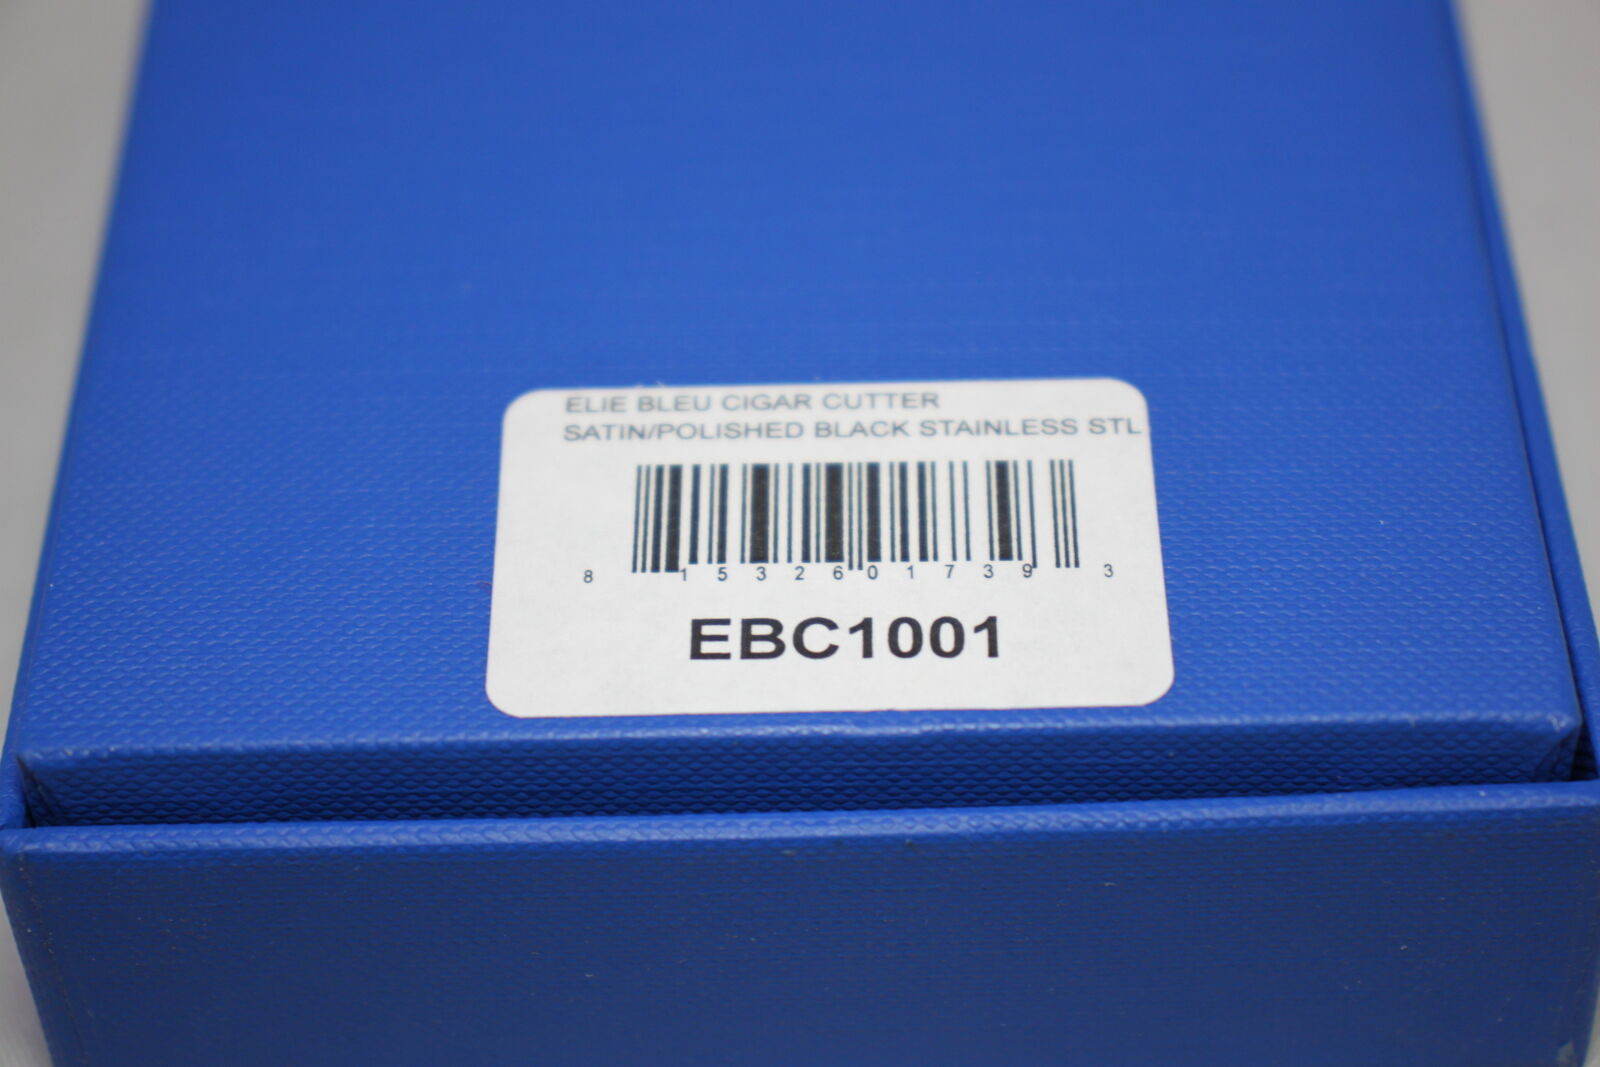 ELIE BLEU CIGAR CUTTER
SATIN/POLISHED BLACK STAINLESS STL
8 15326 01739 3
EBC1001